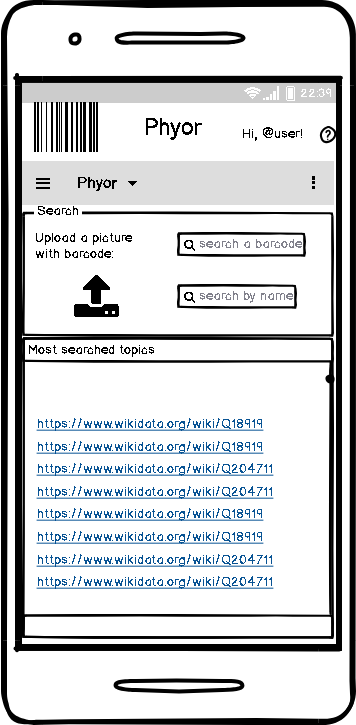 22:39
Phyor
Hi, @user!
?
Phyor
Search
Upload a picture
with barcode:
search a barcode
search by name
Most searched topics
https://www.wikidata.org/wiki/Q18919
https://www.wikidata.org/wiki/Q18919
https://www.wikidata.org/wiki/Q204711
https://www.wikidata.org/wiki/Q204711
https://www.wikidata.org/wiki/Q18919
https://www.wikidata.org/wiki/Q18919
https://www.wikidata.org/wiki/Q204711
https://www.wikidata.org/wiki/Q204711